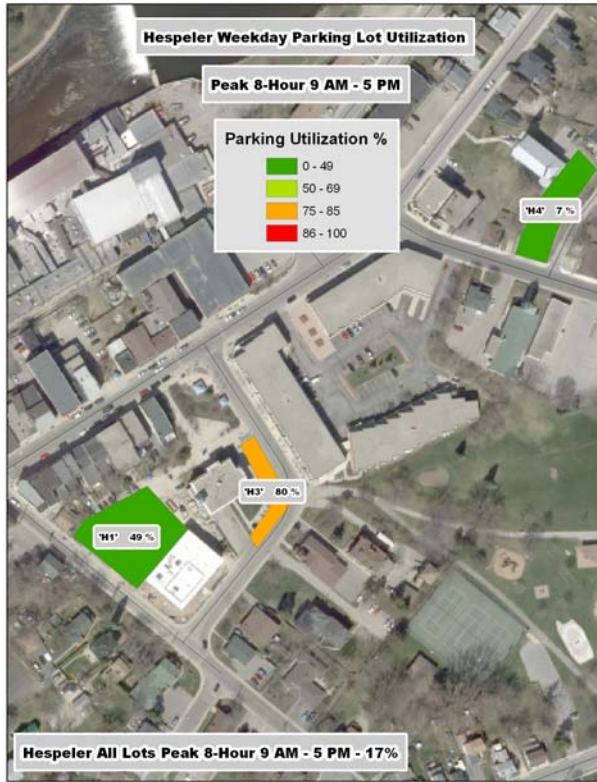 Hespeler Weekday Parking Lot Utilization
Peak 8-Hour 9 AM - 5 PM
Parking Utilization %
0 - 49
50 - 69
75 - 85
86 - 100
'H4' 7 %
'H3' 80 %
'H1' 49 %
Hespeler All Lots Peak 8-Hour 9 AM - 5 PM - 17%